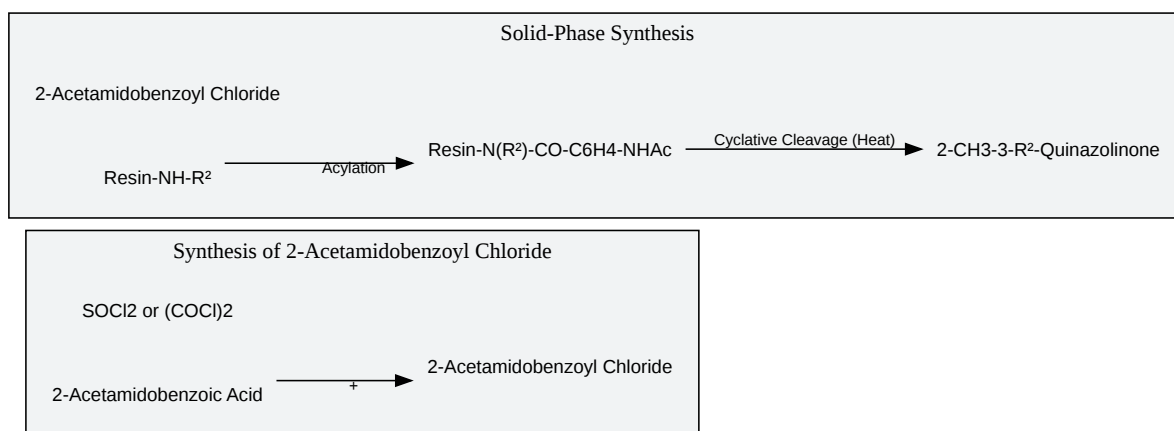 Solid-Phase Synthesis
2-Acetamidobenzoyl Chloride
Resin-NH-R²
Acylation
Resin-N(R²)-CO-C6H4-NHAc
Cyclative Cleavage (Heat)
2-CH3-3-R²-Quinazolinone
Synthesis of 2-Acetamidobenzoyl Chloride
SOCl2 or (COCl)2
2-Acetamidobenzoic Acid
+
2-Acetamidobenzoyl Chloride